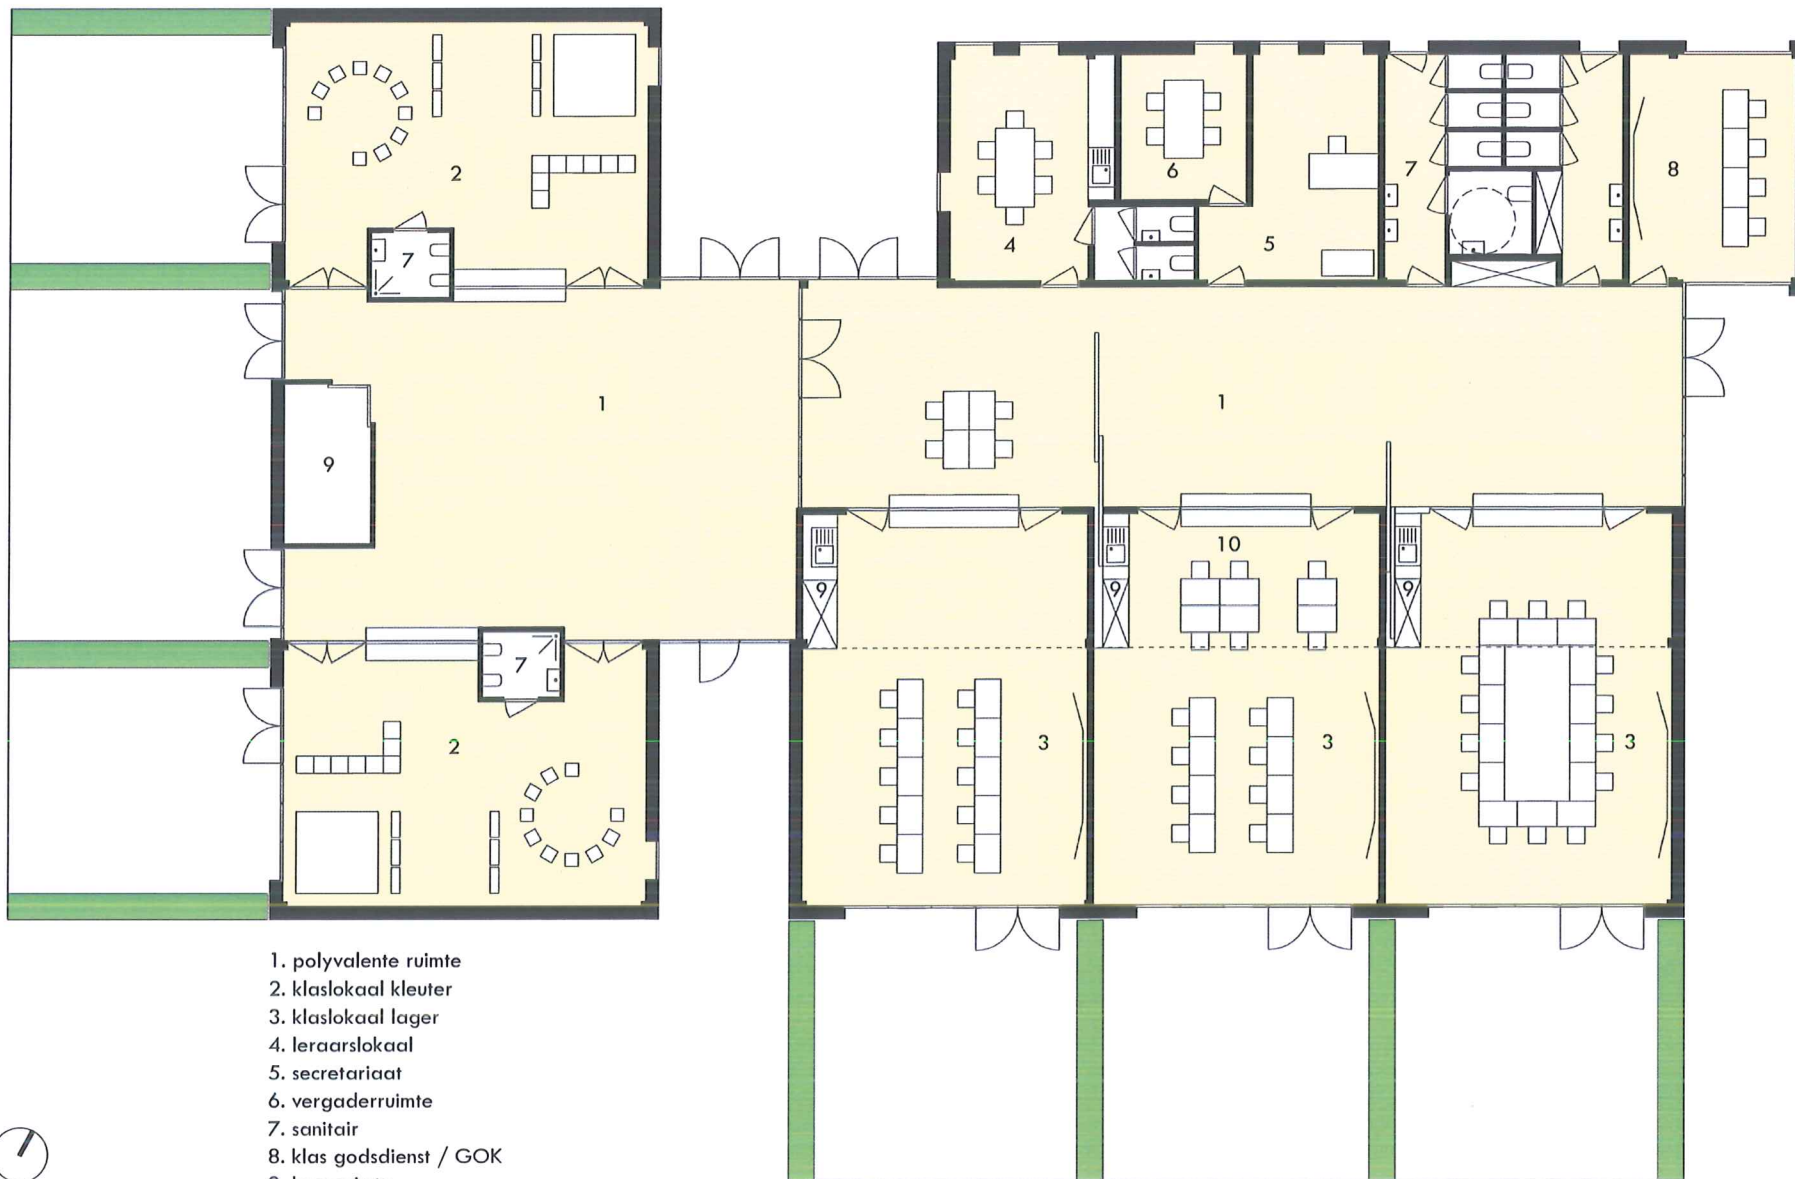 2
7
4
6
5
7
8
1
1
9
10
9
9
9
7
2
3
3
3
1. polyvalente ruimte
2. klaslokaal kleuter
3. klaslokaal lager
4. leraarslokaal
5. secretariaat
6. vergaderruimte
7. sanitair
8. klas godsdienst / GOK